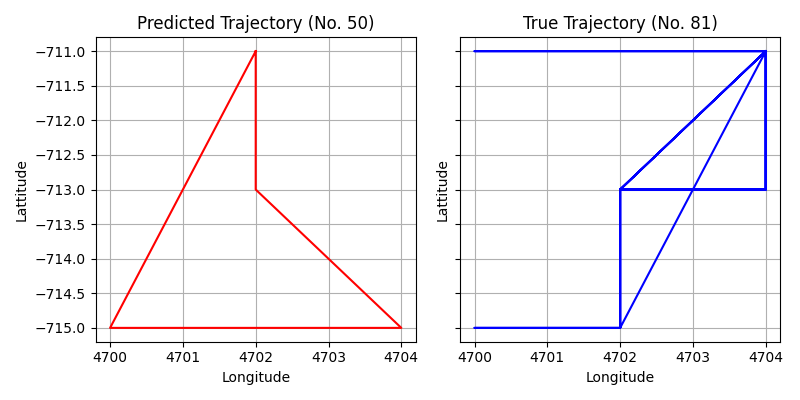 Predicted Trajectory (No. 50)
True Trajectory (No. 81)
Lattitude
−711.0
−711.5
−712.0
−712.5
−713.0
−713.5
−714.0
−714.5
−715.0
4700 4701 4702 4703 4704
Longitude
Lattitude
4700 4701 4702 4703 4704
Longitude